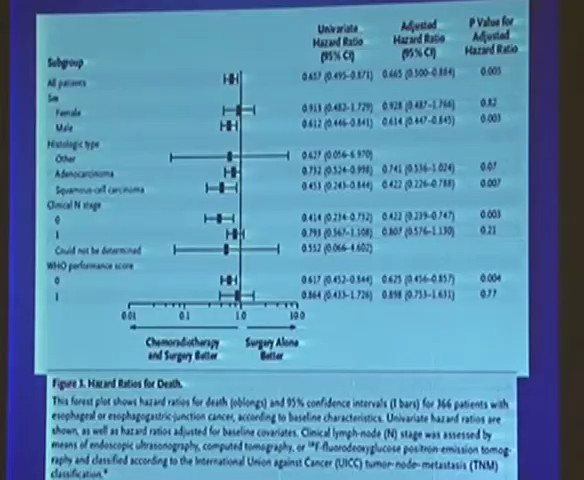 Univariate Hazard Ratio (95% CI)
Adjusted Hazard Ratio (95% CI)
P Value for Adjusted Hazard Ratio
Subgroup
All patients 0.657 (0.495–0.871) 0.665 (0.500–0.884) 0.005
Sex
Female 0.913 (0.482–1.729) 0.928 (0.487–1.766) 0.82
Male 0.612 (0.446–0.841) 0.614 (0.447–0.845) 0.003
Histologic type
Other 0.627 (0.056–6.970)
Adenocarcinoma 0.732 (0.524–0.998) 0.741 (0.536–1.024) 0.07
Squamous-cell carcinoma 0.453 (0.243–0.844) 0.422 (0.226–0.788) 0.007
Clinical N stage
0 0.414 (0.234–0.732) 0.422 (0.239–0.747) 0.003
1 0.793 (0.567–1.108) 0.807 (0.576–1.130) 0.21
Could not be determined 0.552 (0.066–4.602)
WHO performance score
0 0.617 (0.452–0.844) 0.625 (0.456–0.857) 0.004
1 0.864 (0.433–1.726) 0.77
0.01 0.1 1.0 10.0
Chemoradiotherapy and Surgery Better
Surgery Alone Better
Figure 3. Hazard Ratios for Death.
This forest plot shows hazard ratios for death (oblongs) and 95% confidence intervals (I bars) for 366 patients with
esophageal or esophagogastric-junction cancer, according to baseline characteristics. Univariate hazard ratios are
shown, as well as hazard ratios adjusted for baseline covariates. Clinical lymph-node (N) stage was assessed by
means of endoscopic ultrasonography, computed tomography, or 18F-fluorodeoxyglucose positron-emission tomog-
raphy and classified according to the International Union against Cancer (UICC) tumor-node-metastasis (TNM)
classification.